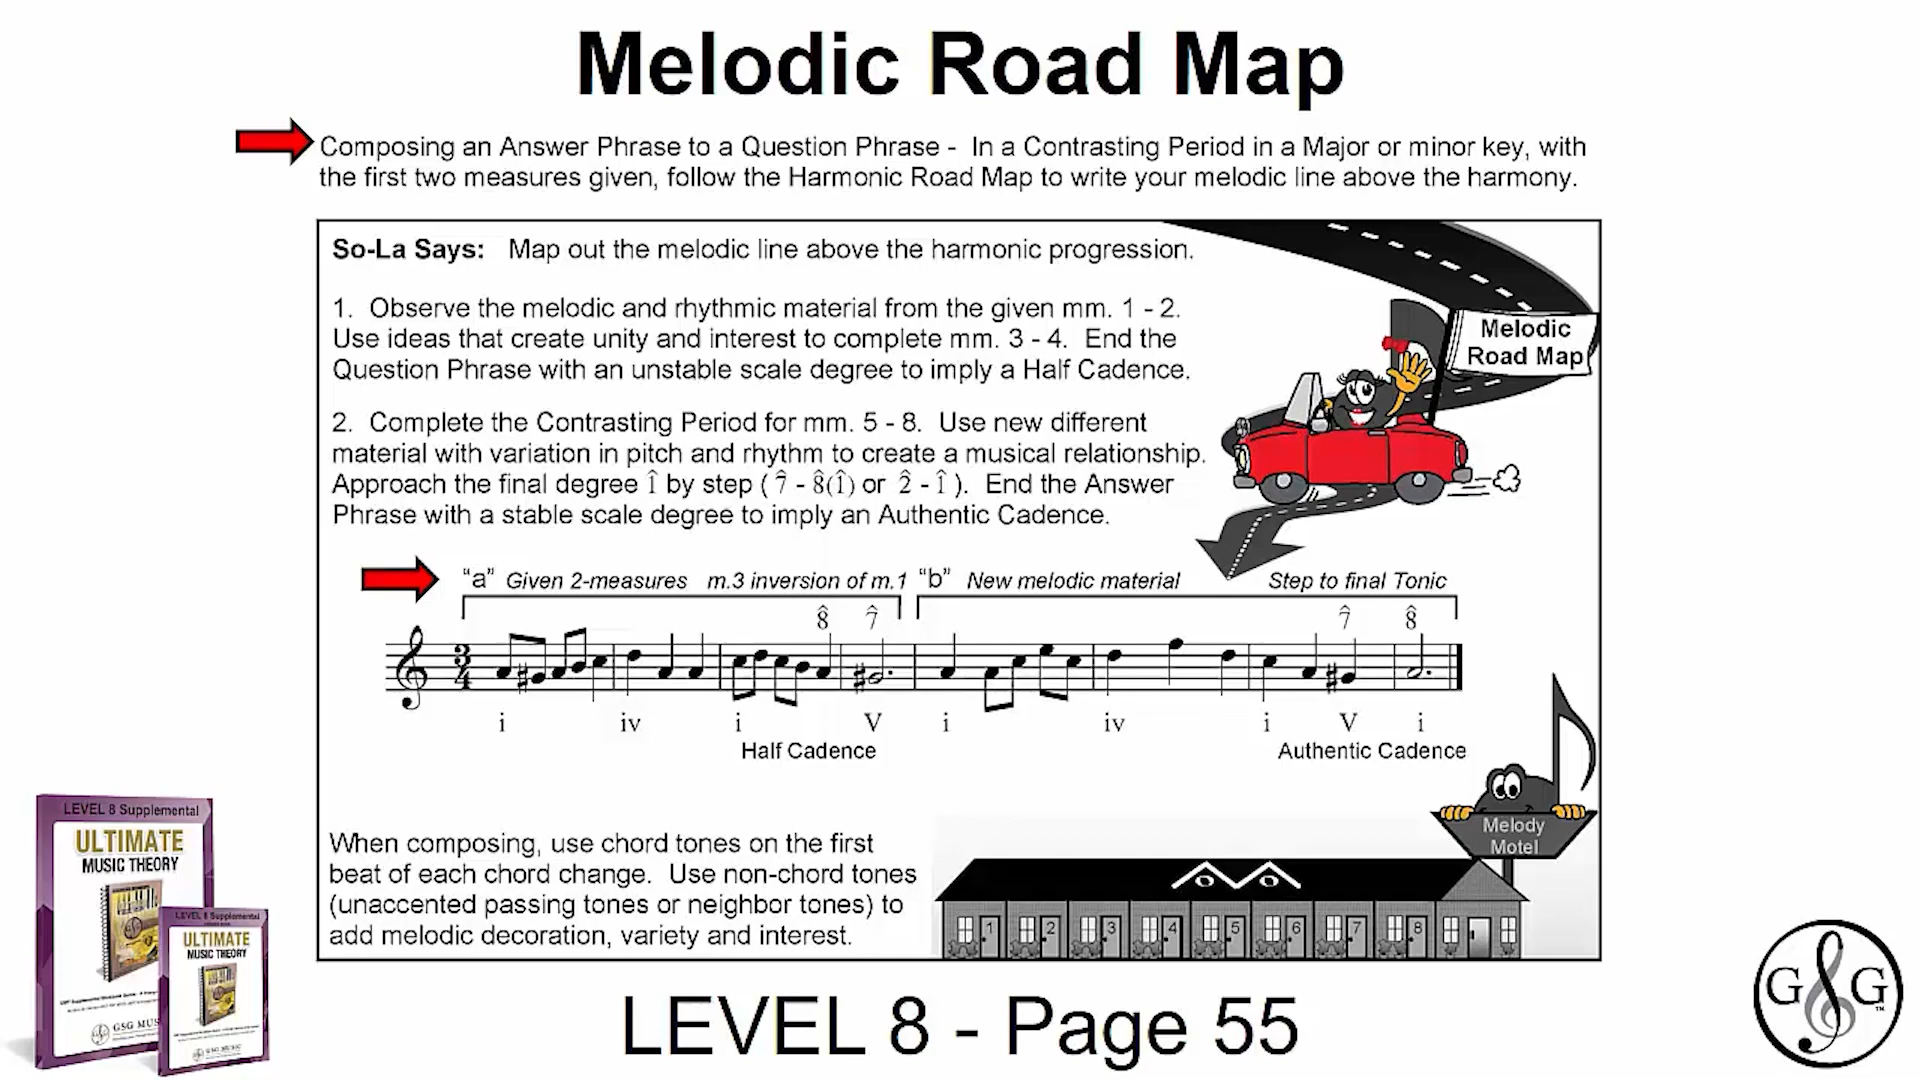 Melodic Road Map
Composing an Answer Phrase to a Question Phrase - In a Contrasting Period in a Major or minor key, with
the first two measures given, follow the Harmonic Road Map to write your melodic line above the harmony.
So-La Says: Map out the melodic line above the harmonic progression.
1. Observe the melodic and rhythmic material from the given mm. 1 - 2.
Use ideas that create unity and interest to complete mm. 3 - 4. End the
Question Phrase with an unstable scale degree to imply a Half Cadence.
Melodic
Road Map
2. Complete the Contrasting Period for mm. 5 - 8. Use new different
material with variation in pitch and rhythm to create a musical relationship.
Approach the final degree 1̂ by step ( 7̂ - 8̂(1̂) or 2̂ - 1̂ ). End the Answer
Phrase with a stable scale degree to imply an Authentic Cadence.
"a" Given 2-measures m.3 inversion of m.1 "b" New melodic material Step to final Tonic
8̂ 7̂ 7̂ 8̂
3
4
i iv i V i iv i V i
Half Cadence Authentic Cadence
When composing, use chord tones on the first
beat of each chord change. Use non-chord tones
(unaccented passing tones or neighbor tones) to
add melodic decoration, variety and interest.
Melody
Motel
1 2 3 4 5 6 7 8
LEVEL 8 Supplemental
ULTIMATE
MUSIC THEORY
GSG MUS
LEVEL 8 Supplemental
ULTIMATE
MUSIC THEORY
GSG MUSIC
LEVEL 8 - Page 55
G G
TM